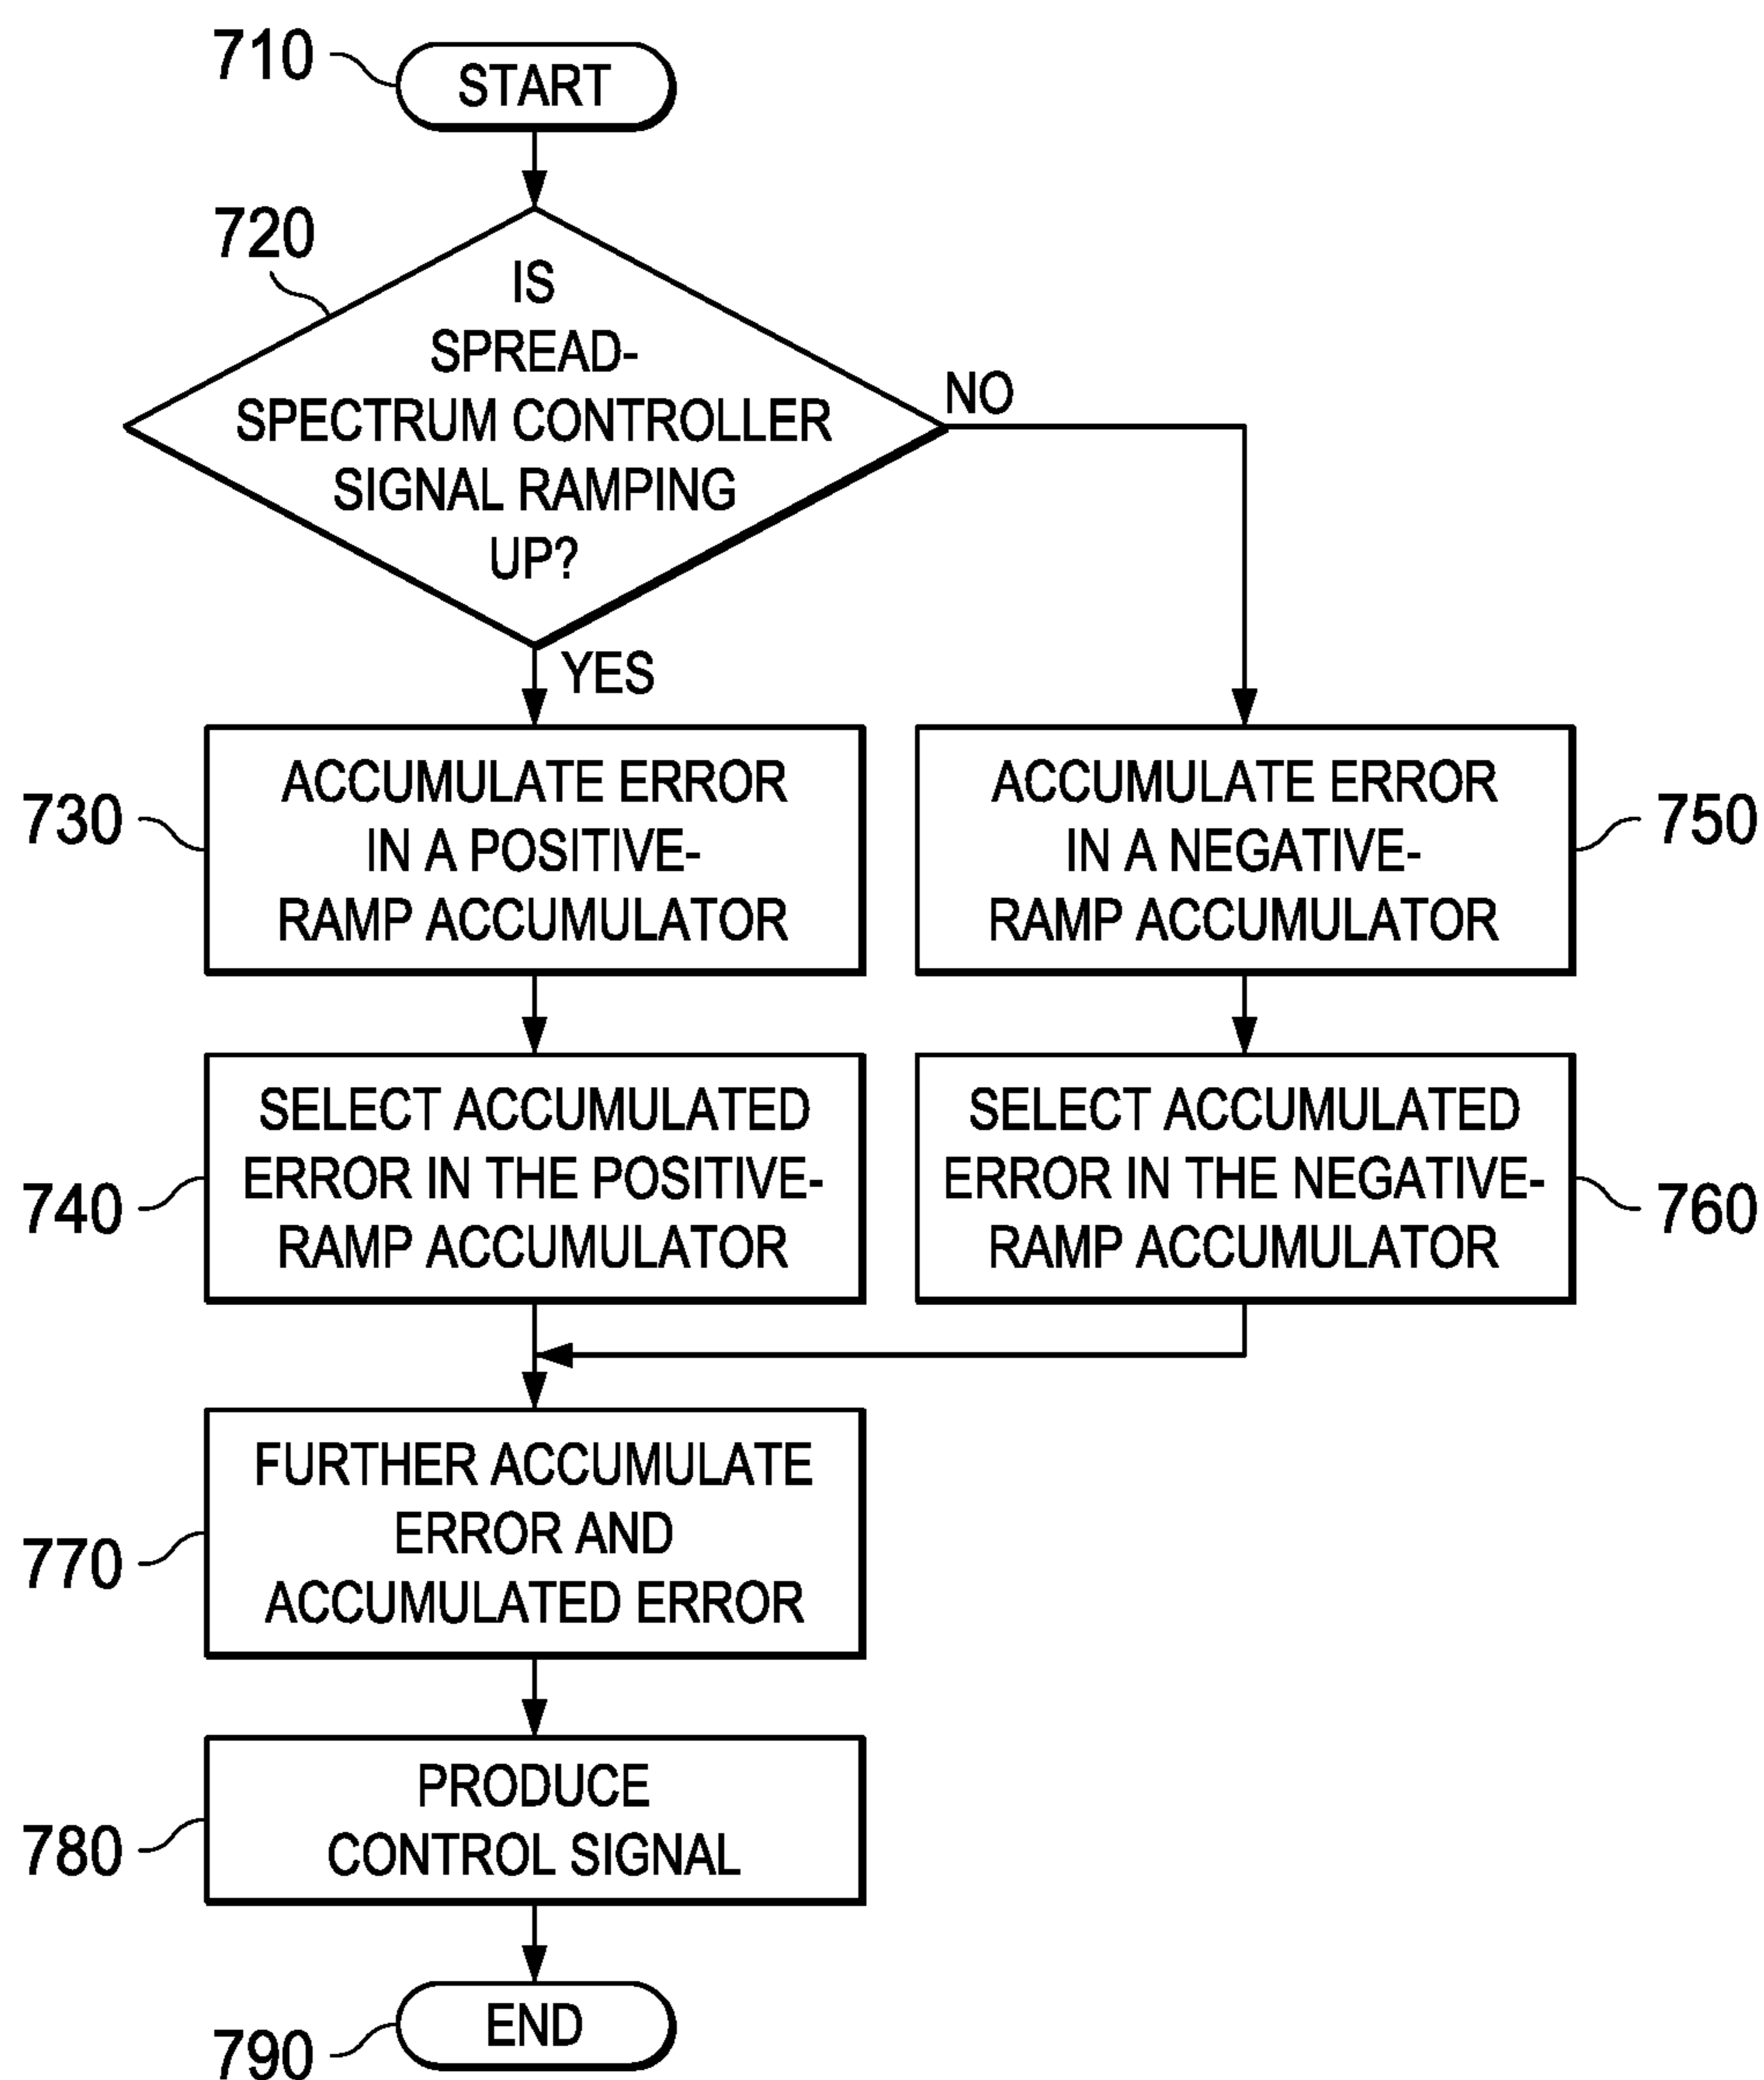 710
START
720
IS
SPREAD-
SPECTRUM CONTROLLER
SIGNAL RAMPING
UP?
NO
YES
730
ACCUMULATE ERROR
IN A POSITIVE-
RAMP ACCUMULATOR
ACCUMULATE ERROR
IN A NEGATIVE-
RAMP ACCUMULATOR
750
740
SELECT ACCUMULATED
ERROR IN THE POSITIVE-
RAMP ACCUMULATOR
SELECT ACCUMULATED
ERROR IN THE NEGATIVE-
RAMP ACCUMULATOR
760
770
FURTHER ACCUMULATE
ERROR AND
ACCUMULATED ERROR
780
PRODUCE
CONTROL SIGNAL
790
END